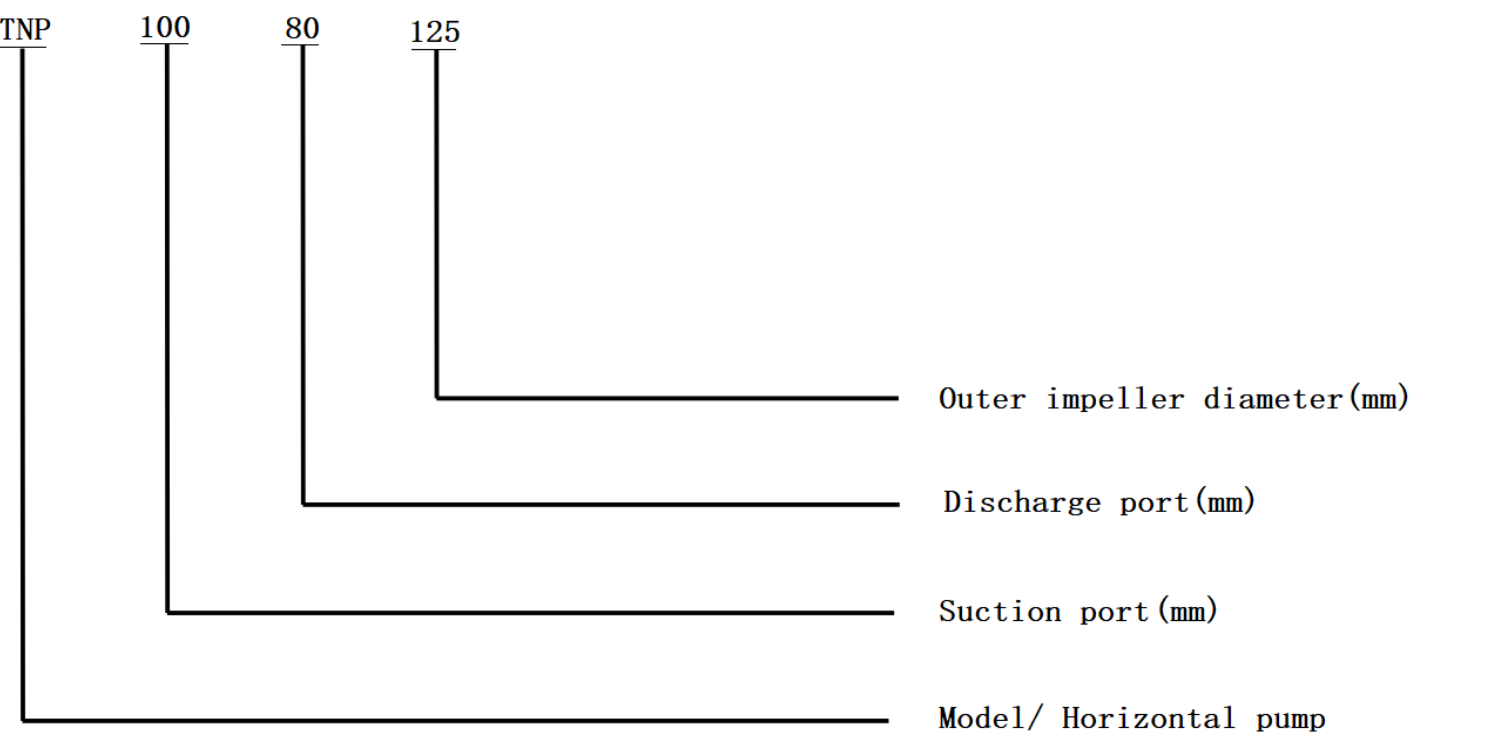 TNP 100 80 125
Outer impeller diameter(mm)
Discharge port(mm)
Suction port(mm)
Model/ Horizontal pump